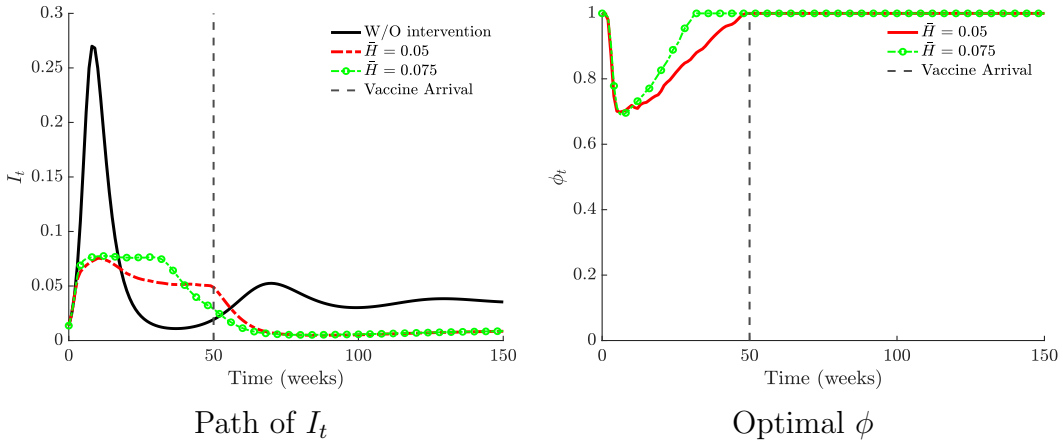 0.3
0.25
0.2
0.15
0.1
0.05
0
I_t
0
50
100
150
Time (weeks)
W/O intervention
H̄ = 0.05
H̄ = 0.075
Vaccine Arrival
Path of I_t
1
0.8
0.6
0.4
0.2
0
ϕ_t
0
50
100
150
Time (weeks)
H̄ = 0.05
H̄ = 0.075
Vaccine Arrival
Optimal ϕ